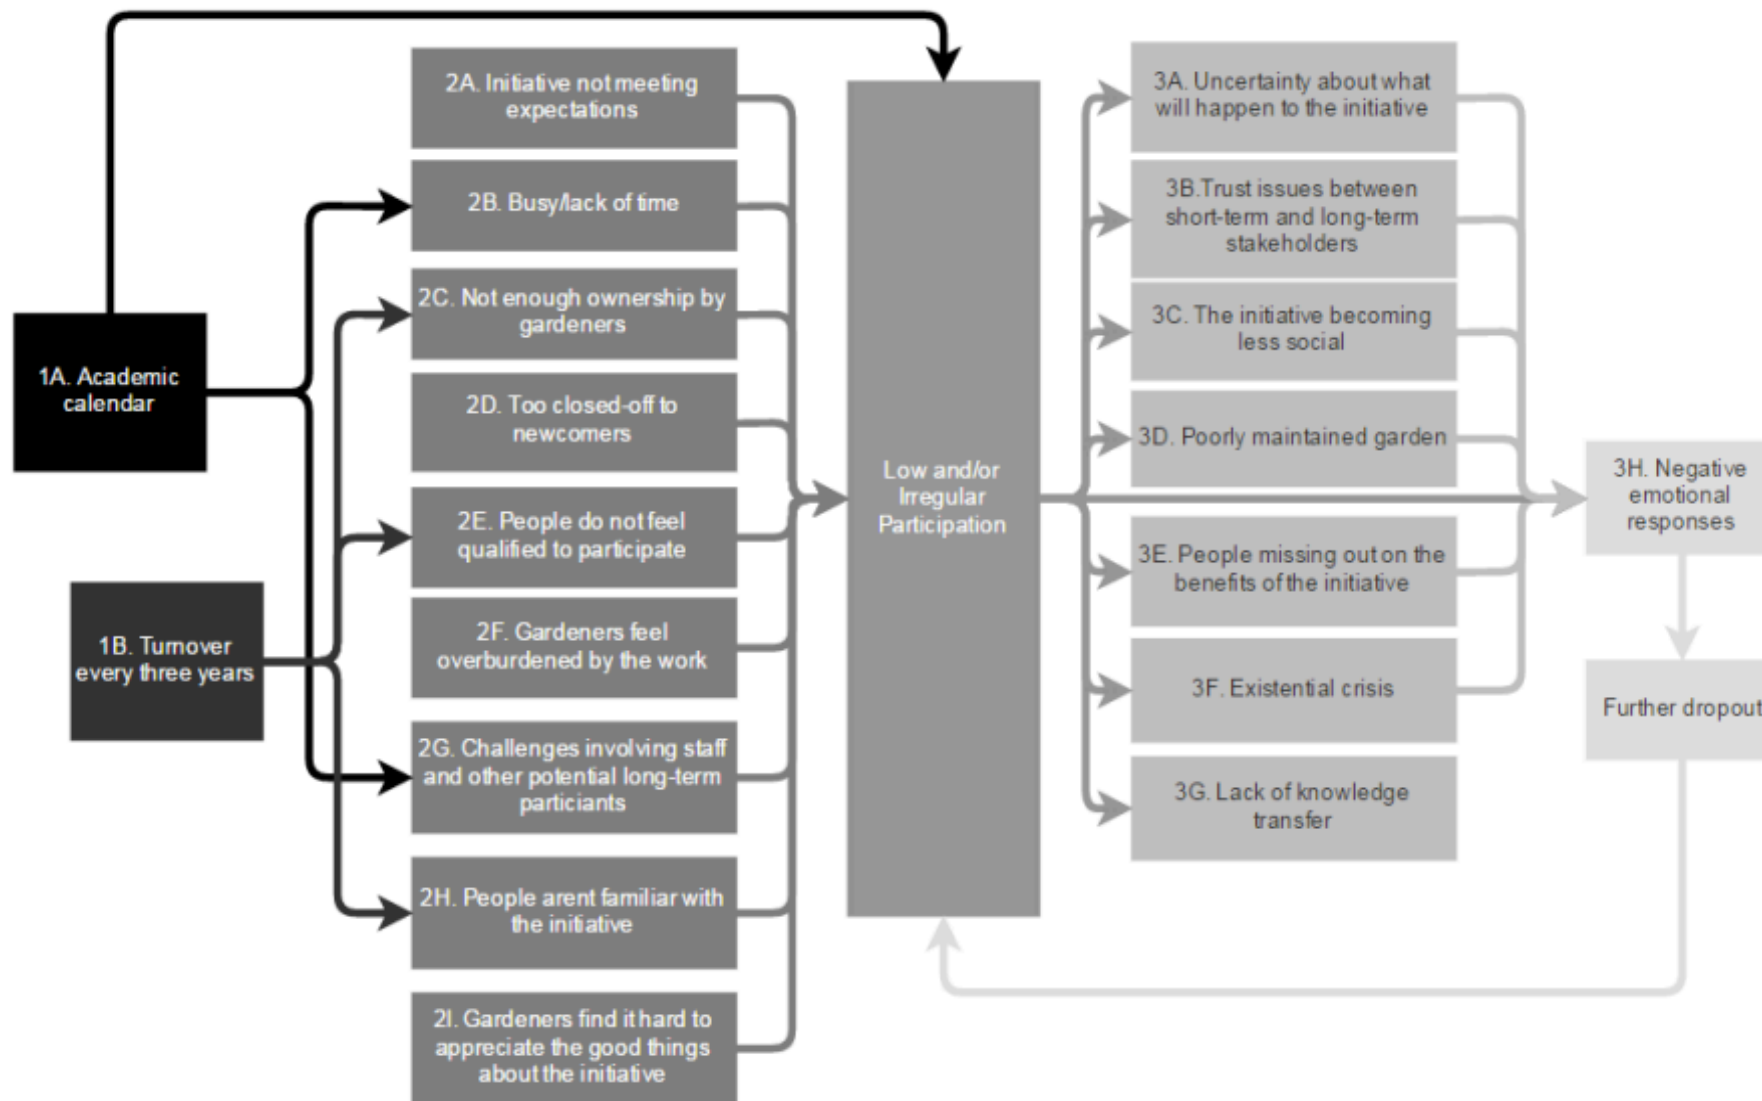 1A. Academic
calendar
1B. Turnover
every three years
2A. Initiative not meeting
expectations
2B. Busy/lack of time
2C. Not enough ownership by
gardeners
2D. Too closed-off to
newcomers
2E. People do not feel
qualified to participate
2F. Gardeners feel
overburdened by the work
2G. Challenges involving staff
and other potential long-term
particiants
2H. People arent familiar with
the initiative
2I. Gardeners find it hard to
appreciate the good things
about the initiative
Low and/or
Irregular
Participation
3A. Uncertainty about what
will happen to the initiative
3B.Trust issues between
short-term and long-term
stakeholders
3C. The initiative becoming
less social
3D. Poorly maintained garden
3E. People missing out on the
benefits of the initiative
3F. Existential crisis
3G. Lack of knowledge
transfer
3H. Negative
emotional
responses
Further dropout